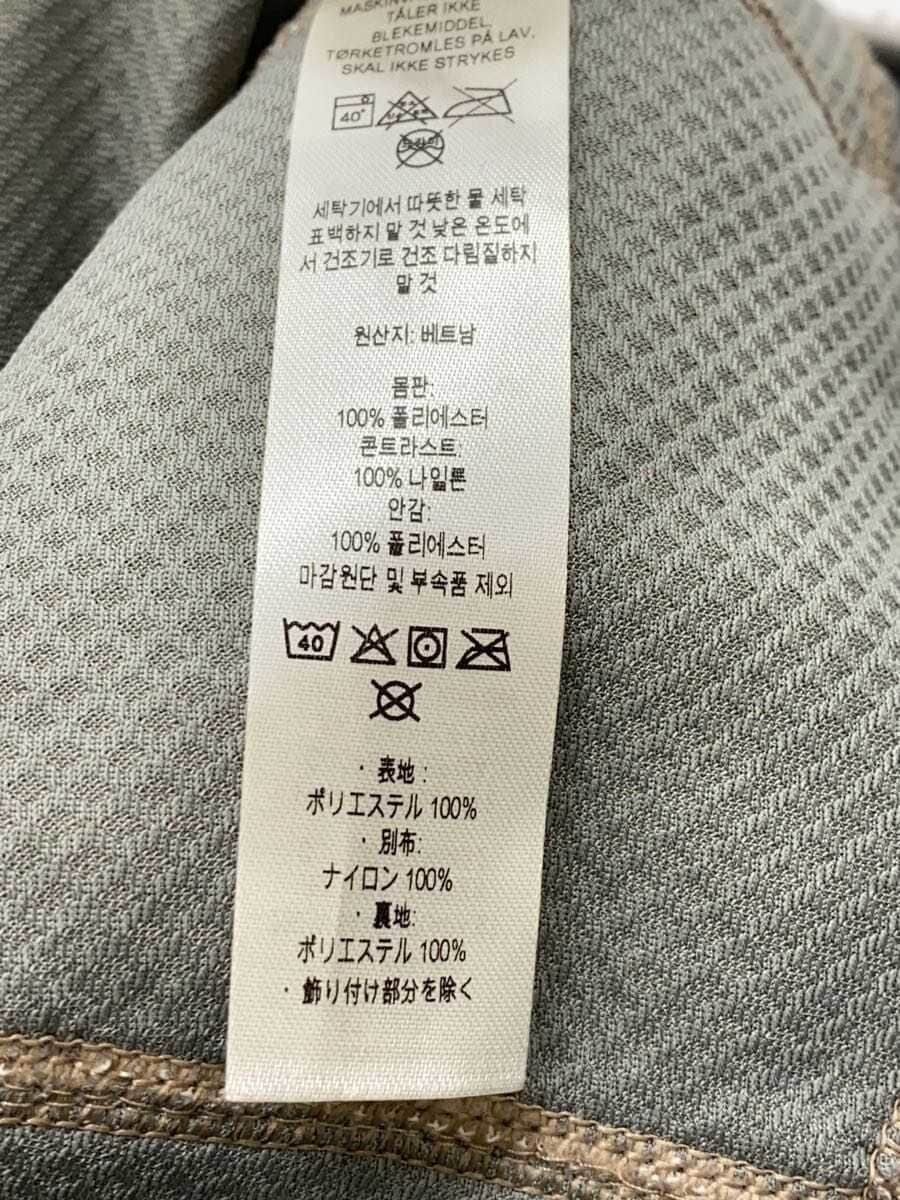 TÅLER IKKE
BLEKEMIDDEL.
TØRKETROMLES PÅ LAV.
SKAL IKKE STRYKES
40°
세탁기에서 따뜻한 물 세탁
표백하지 말 것 낮은 온도에
서 건조기로 건조 다림질하지
말 것
원산지: 베트남
몸판:
100% 폴리에스터
콘트라스트:
100% 나일론
안감:
100% 폴리에스터
마감원단 및 부속품 제외
40
・表地：
ポリエステル 100%
・別布:
ナイロン 100%
・裏地:
ポリエステル 100%
・飾り付け部分を除く